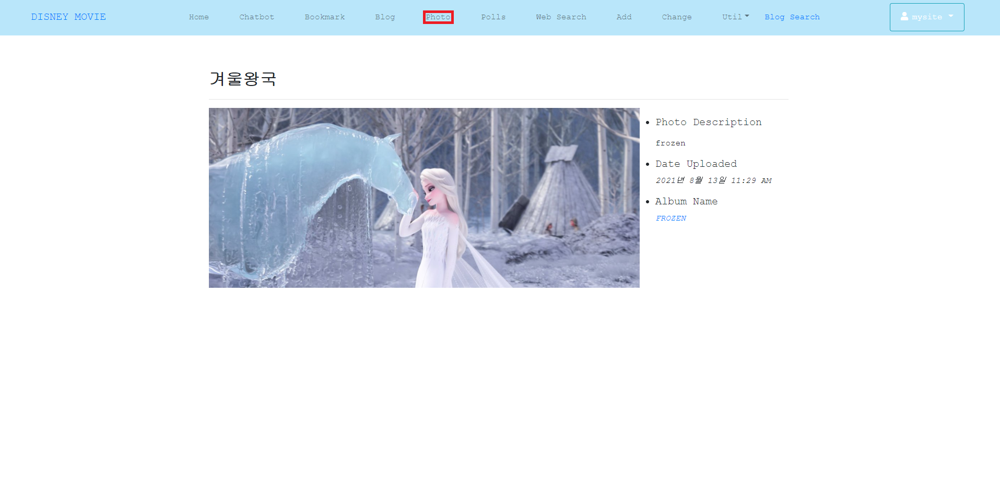 DISNEY MOVIE Home Chatbot Bookmark Blog Photo Polls Web Search Add Change Util Blog Search mysite
겨울왕국
Photo Description
frozen
Date Uploaded
2021년 8월 13일 11:29 AM
Album Name
FROZEN